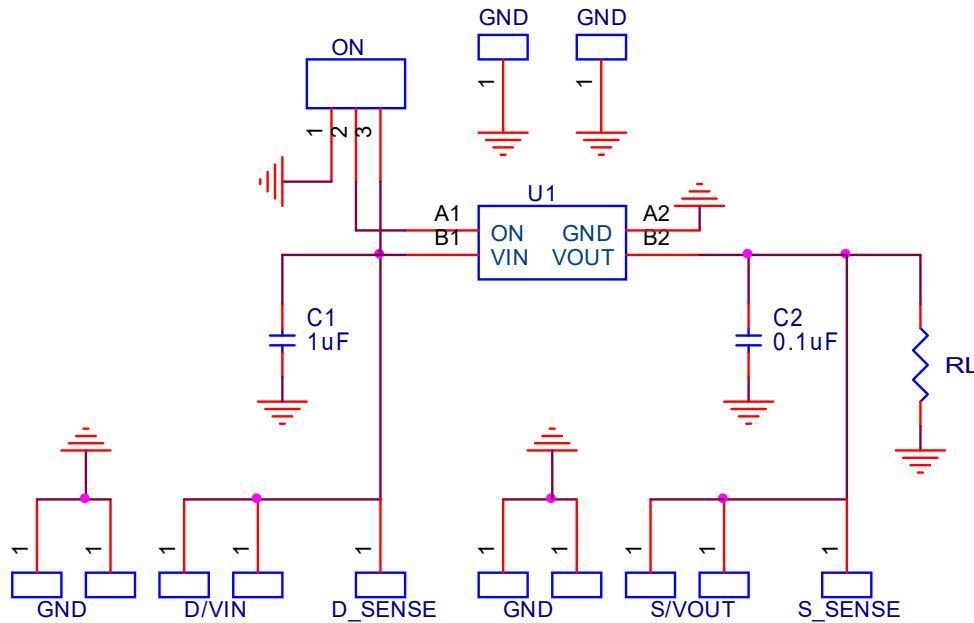 GND GND
ON
1 2 3
1 1
U1
A1 A2
B1 ON GND B2
VIN VOUT
C1
1uF
C2
0.1uF
RL
1 1 1 1 1 1 1 1 1 1
GND D/VIN D_SENSE GND S/VOUT S_SENSE